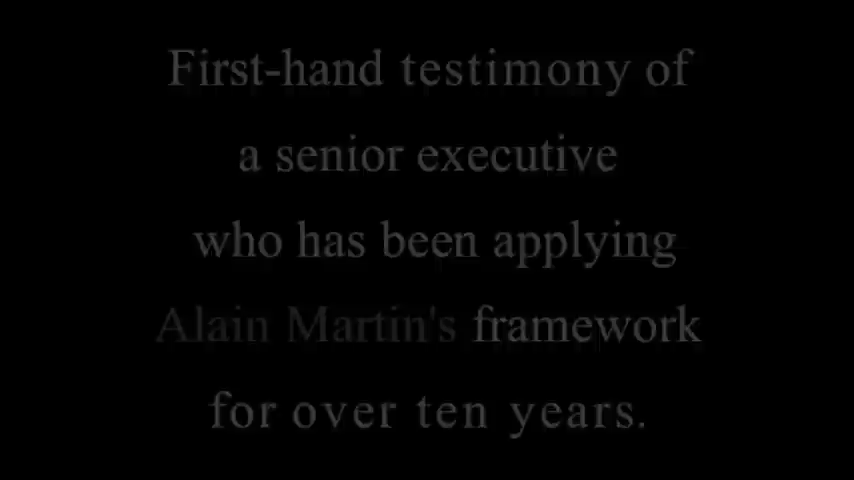 First-hand testimony of
a senior executive
who has been applying
Alain Martin's framework
for over ten years.